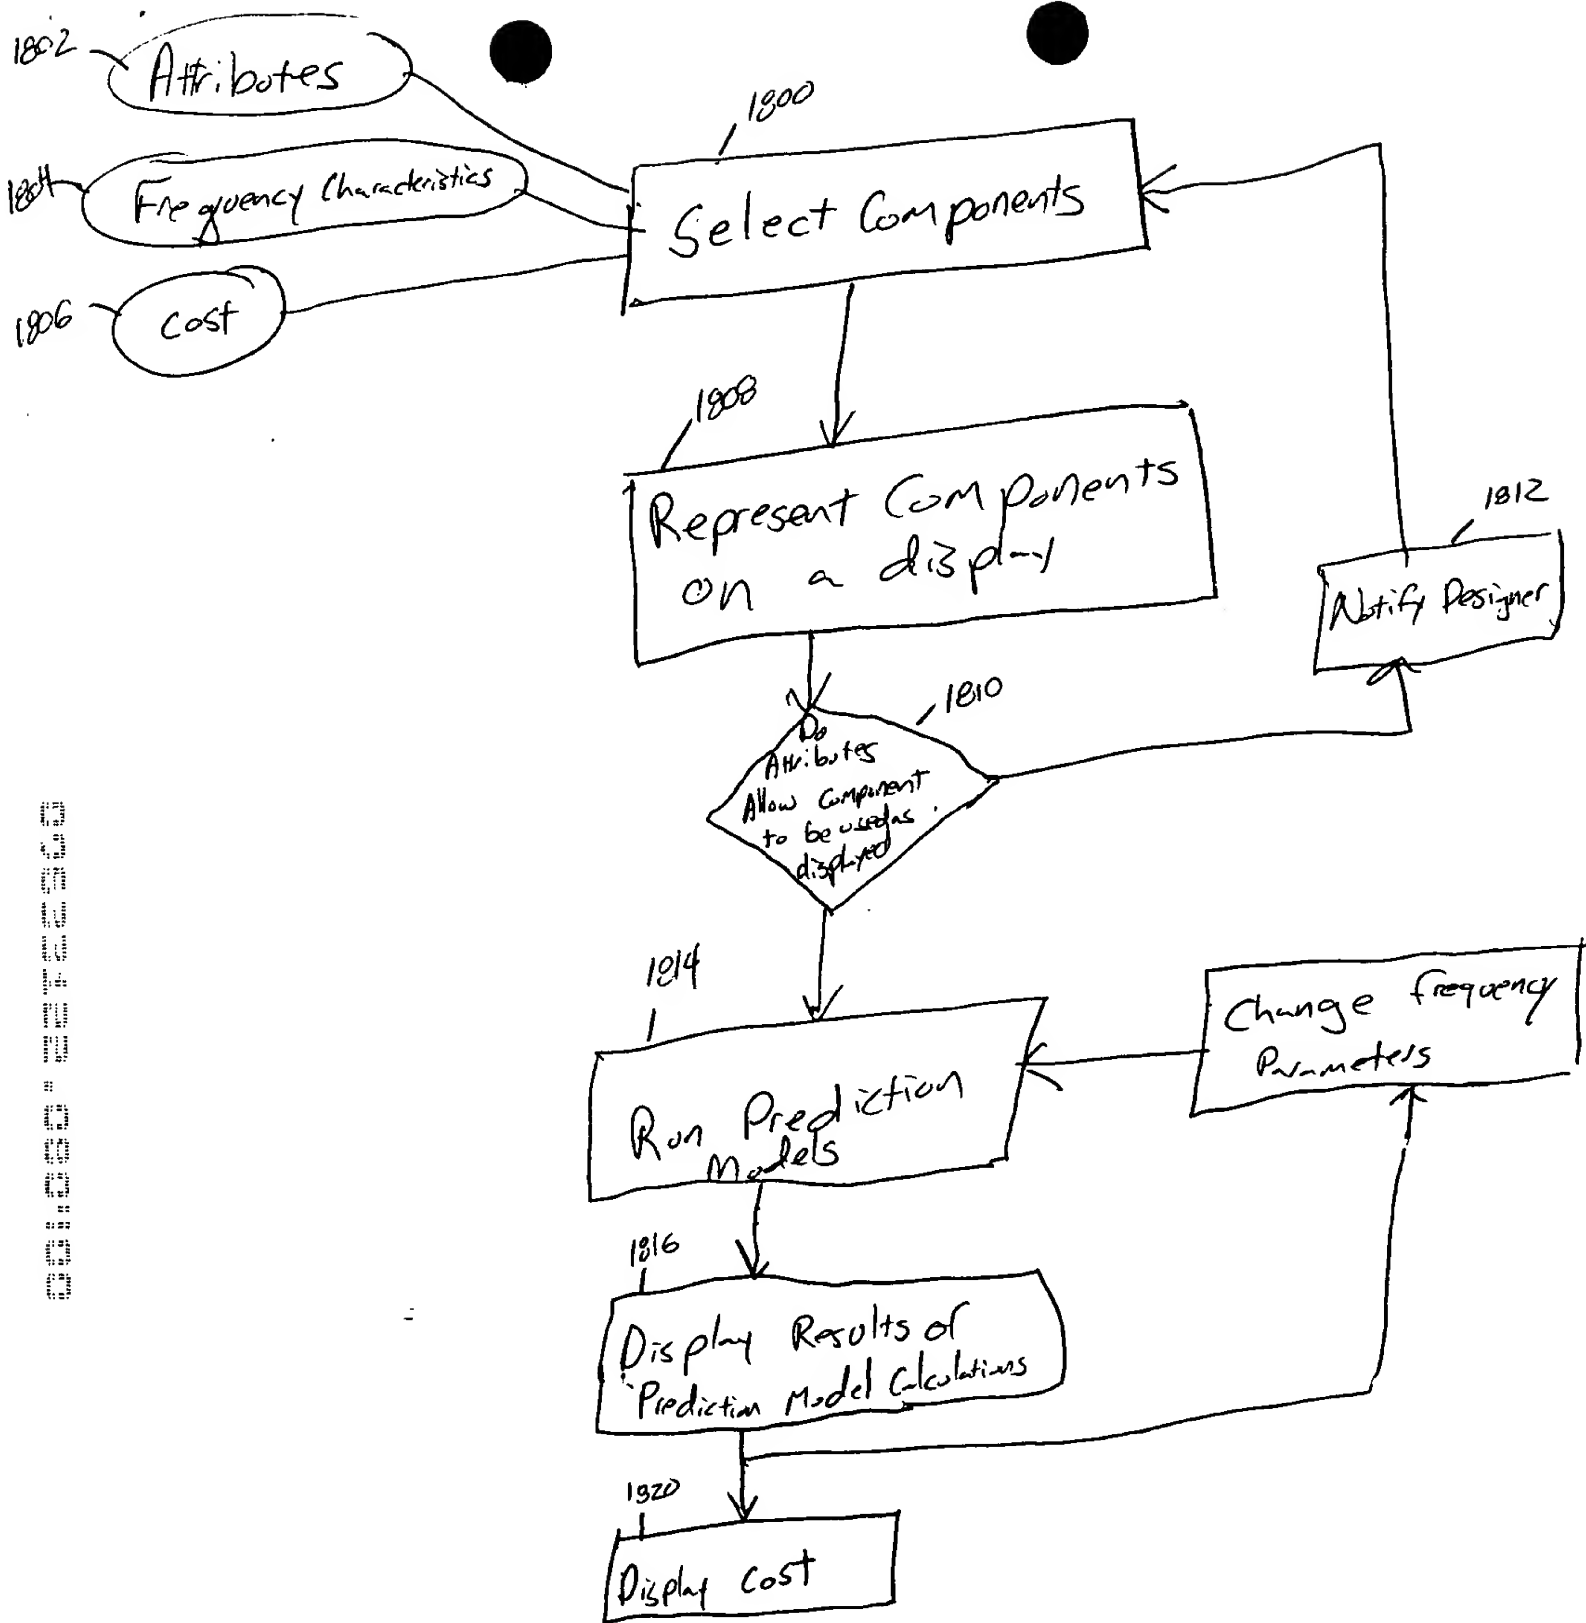 1802
Attributes
1800
1804
Frequency Characteristics
Select Components
1806
Cost
1808
Represent Components
on a display
1812
Notify Designer
1810
Do
Attributes
Allow Component
to be used as
displayed
1814
Change frequency
Parameters
Run Prediction
Models
1816
Display Results of
Prediction Model Calculations
1820
Display Cost